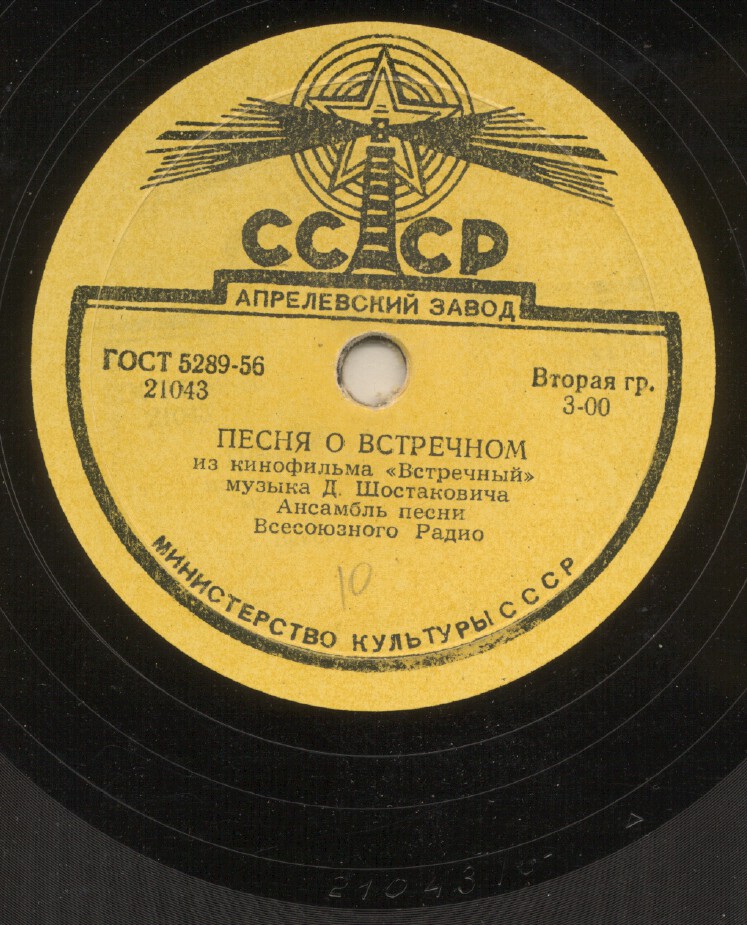 СССР
АПРЕЛЕВСКИЙ ЗАВОД
ГОСТ 5289-56
21043
Вторая гр.
3-00
ПЕСНЯ О ВСТРЕЧНОМ
из кинофильма «Встречный»
музыка Д. Шостаковича
Ансамбль песни
Всесоюзного Радио
10
МИНИСТЕРСТВО КУЛЬТУРЫ СССР
21043